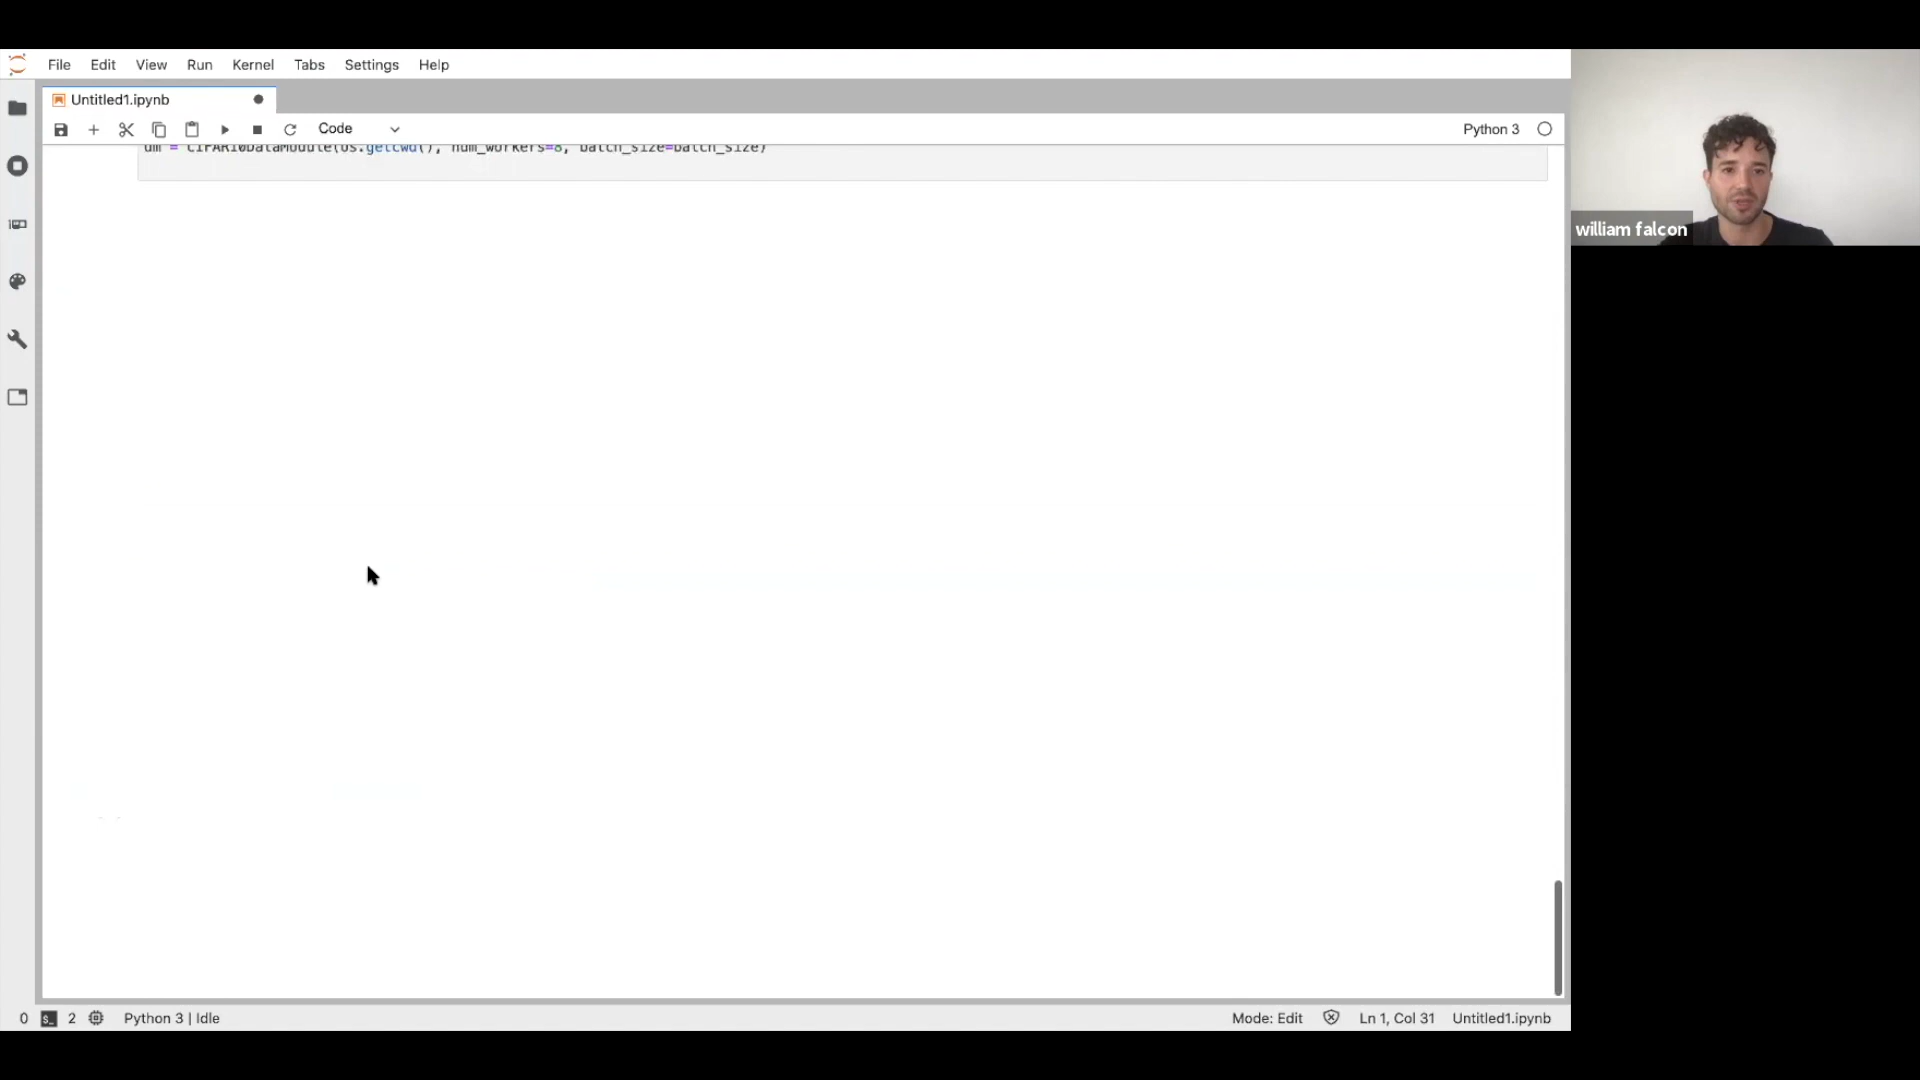 File Edit View Run Kernel Tabs Settings Help
Untitled1.ipynb
Code
Python 3
dm = CIFAR10DataModule(os.getcwd(), num_workers=8, batch_size=batch_size)
william falcon
0 $_ 2 Python 3 | Idle
Mode: Edit Ln 1, Col 31 Untitled1.ipynb